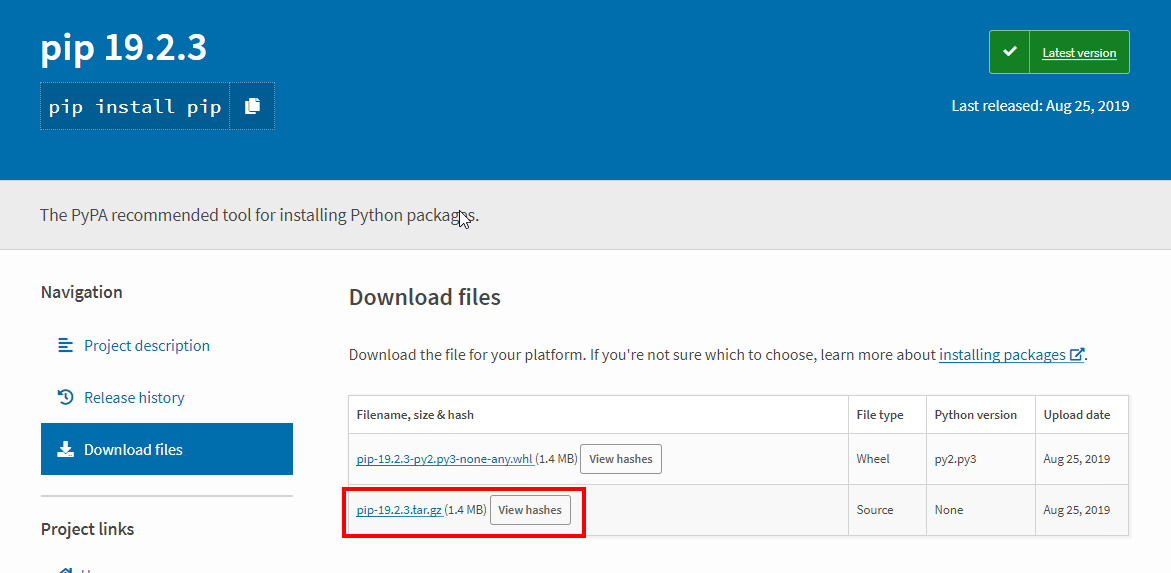 pip 19.2.3
Latest version
pip install pip
Last released: Aug 25, 2019
The PyPA recommended tool for installing Python packages.
Navigation
Project description
Release history
Download files
Project links
Download files
Download the file for your platform. If you're not sure which to choose, learn more about installing packages.
Filename, size & hash File type Python version Upload date
pip-19.2.3-py2.py3-none-any.whl (1.4 MB) View hashes Wheel py2.py3 Aug 25, 2019
pip-19.2.3.tar.gz (1.4 MB) View hashes Source None Aug 25, 2019